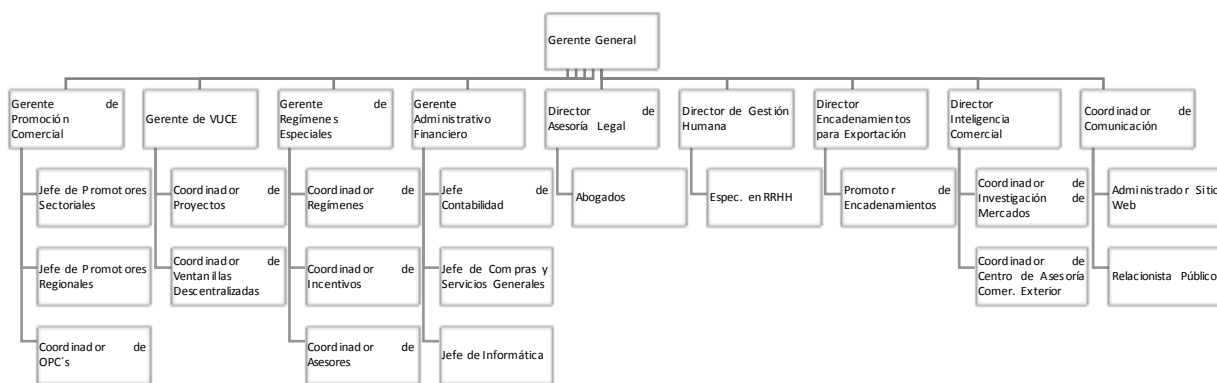 Gerente General
Gerente de
Promoción
Comercial
Gerente de VUCE
Gerente de
Regímenes
Especiales
Gerente
Administrativo
Financiero
Director de
Asesoría Legal
Director de Gestión
Humana
Director
Encadenamientos
para Exportación
Director
Inteligencia
Comercial
Coordinador de
Comunicación
Jefe de Promotores
Sectoriales
Coordinador de
Proyectos
Coordinador de
Regímenes
Jefe de
Contabilidad
Abogados
Espec. en RRHH
Promotor de
Encadenamientos
Coordinador de
Investigación de
Mercados
Administrador Sitio
Web
Jefe de Promotores
Regionales
Coordinador de
Ventanillas
Descentralizadas
Coordinador de
Incentivos
Jefe de Compras y
Servicios Generales
Coordinador de
Centro de Asesoría
Comer. Exterior
Relacionista Público
Coordinador de
OPC´s
Coordinador de
Asesores
Jefe de Informática